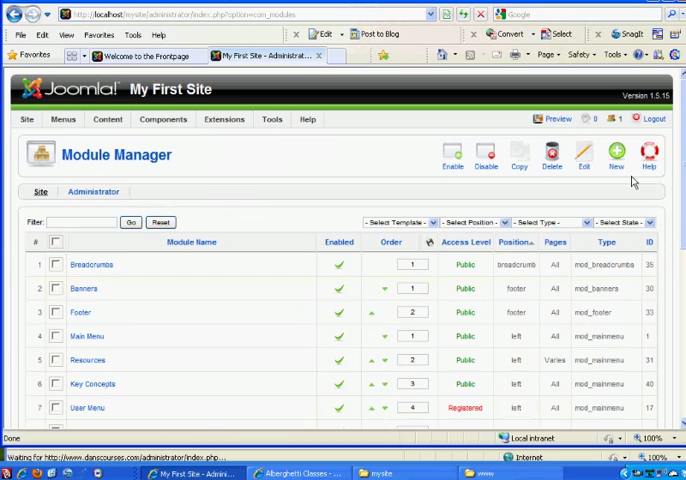 http://localhost/mysite/administrator/index.php?option=com_modules
Google
File Edit View Favorites Tools Help
Edit Post to Blog Convert Select SnagIt
Favorites Welcome to the Frontpage My First Site - Administrat... Page Safety Tools
Joomla! My First Site
Version 1.5.15
Site Menus Content Components Extensions Tools Help Preview 0 1 Logout
Module Manager
Enable Disable Copy Delete Edit New Help
Site Administrator
Filter: Go Reset - Select Template - - Select Position - - Select Type - - Select State -
# Module Name Enabled Order Access Level Position Pages Type ID
1 Breadcrumbs 1 Public breadcrumb All mod_breadcrumbs 35
2 Banners 1 Public footer All mod_banners 30
3 Footer 2 Public footer All mod_footer 33
4 Main Menu 1 Public left All mod_mainmenu 1
5 Resources 2 Public left Varies mod_mainmenu 31
6 Key Concepts 3 Public left All mod_mainmenu 40
7 User Menu 4 Registered left All mod_mainmenu 17
Done Local intranet 100%
Waiting for http://www.danscourses.com/administrator/index.php... Internet 100%
My First Site - Admini... Alberghetti Classes - ... mysite www